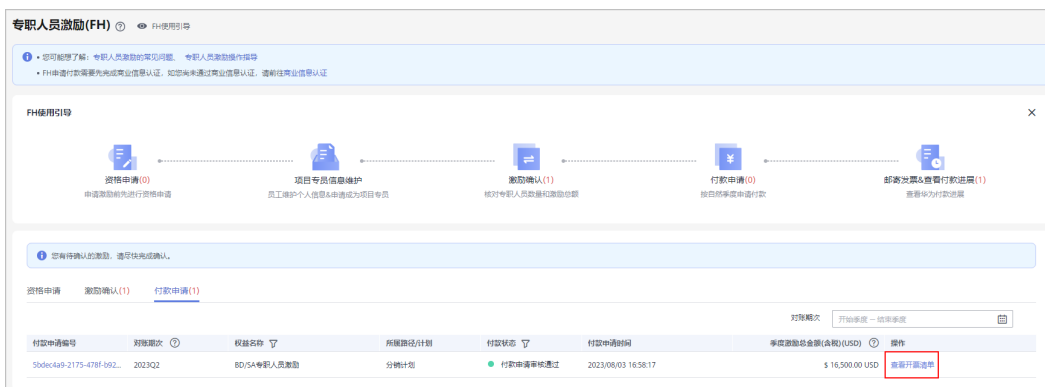 专职人员激励(FH) FH使用引导
• 您可能想了解：专职人员激励的常见问题、 专职人员激励操作指导
• FH申请付款需要先完成商业信息认证，如您尚未通过商业信息认证，请前往商业信息认证
FH使用引导
资格申请(0)
申请激励前先进行资格申请
项目专员信息维护
员工维护个人信息&申请成为项目专员
激励确认(1)
核对专职人员数量和激励总额
付款申请(0)
按自然季度申请付款
邮寄发票&查看付款进展(1)
查看华为付款进展
您有待确认的激励，请尽快完成确认。
资格申请 激励确认(1) 付款申请(1)
对账期次 开始季度 – 结束季度
付款申请编号 对账期次 权益名称 所属路径/计划 付款状态 付款申请时间 季度激励总金额(含税)(USD) 操作
5bdec4a9-2175-478f-b92... 2023Q2 BD/SA专职人员激励 分销计划 付款申请审核通过 2023/08/03 16:58:17 $ 16,500.00 USD 查看开票清单